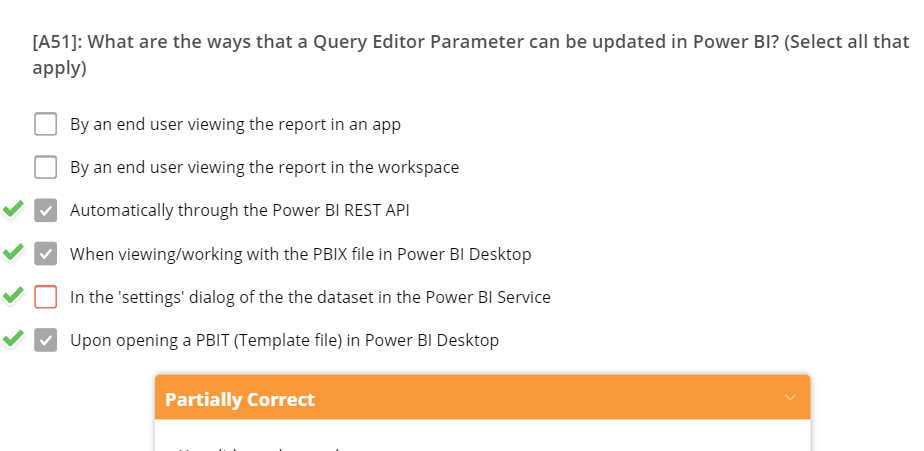 [A51]: What are the ways that a Query Editor Parameter can be updated in Power BI? (Select all that
apply)
By an end user viewing the report in an app
By an end user viewing the report in the workspace
Automatically through the Power BI REST API
When viewing/working with the PBIX file in Power BI Desktop
In the 'settings' dialog of the the dataset in the Power BI Service
Upon opening a PBIT (Template file) in Power BI Desktop
Partially Correct